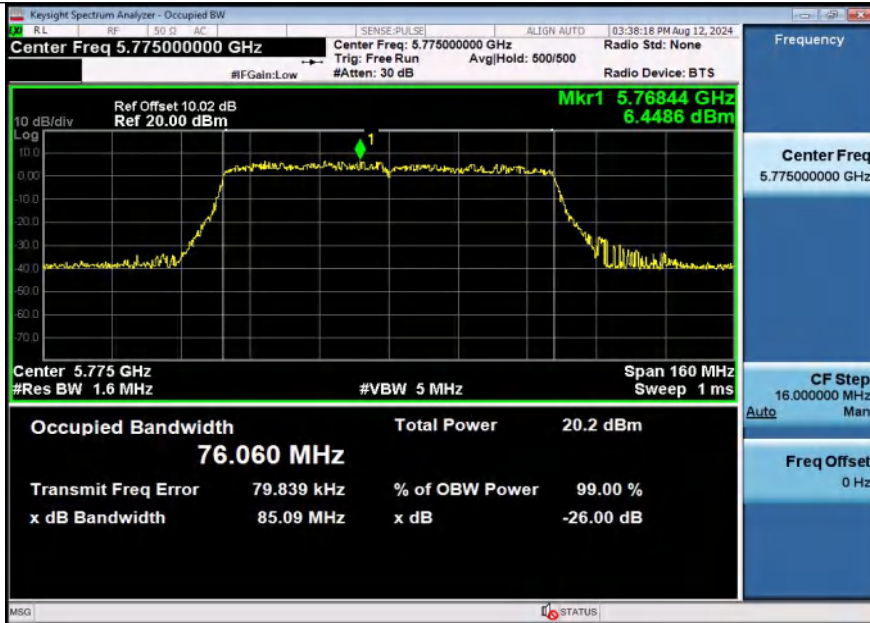 Keysight Spectrum Analyzer - Occupied BW
LXI RL RF 50 Ω AC SENSE:PULSE ALIGN AUTO 03:38:18 PM Aug 12, 2024
Center Freq 5.775000000 GHz
Center Freq: 5.775000000 GHz Radio Std: None
Trig: Free Run Avg|Hold: 500/500
#IFGain:Low #Atten: 30 dB Radio Device: BTS
Frequency
Ref Offset 10.02 dB Mkr1 5.76844 GHz
10 dB/div Ref 20.00 dBm 6.4486 dBm
Log
1
10.0
0.00
-10.0
-20.0
-30.0
-40.0
-50.0
-60.0
-70.0
Center 5.775 GHz Span 160 MHz
#Res BW 1.6 MHz #VBW 5 MHz Sweep 1 ms
Center Freq
5.775000000 GHz
CF Step
16.000000 MHz
Auto Man
Freq Offset
0 Hz
Occupied Bandwidth Total Power 20.2 dBm
76.060 MHz
Transmit Freq Error 79.839 kHz % of OBW Power 99.00 %
x dB Bandwidth 85.09 MHz x dB -26.00 dB
MSG STATUS